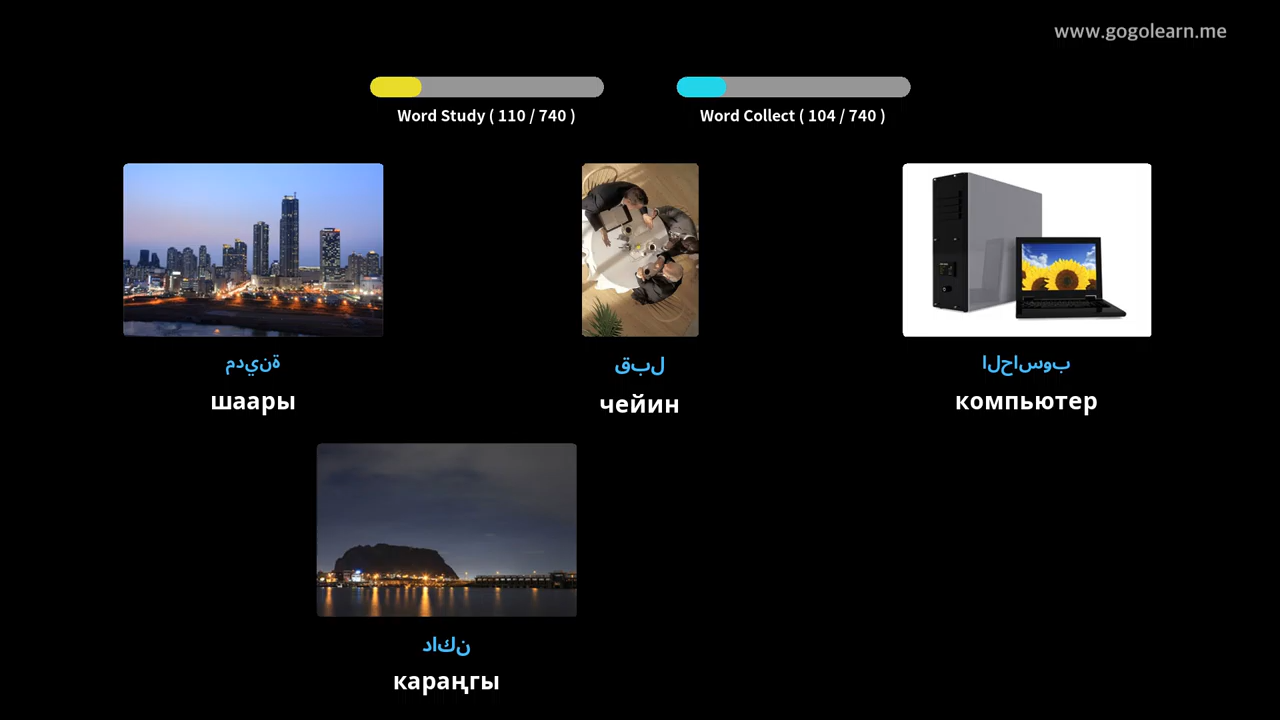 www.gogolearn.me
Word Study ( 110 / 740 )
Word Collect ( 104 / 740 )
مدينة
шаары
قبل
чейин
الحاسوب
компьютер
داكن
караңгы